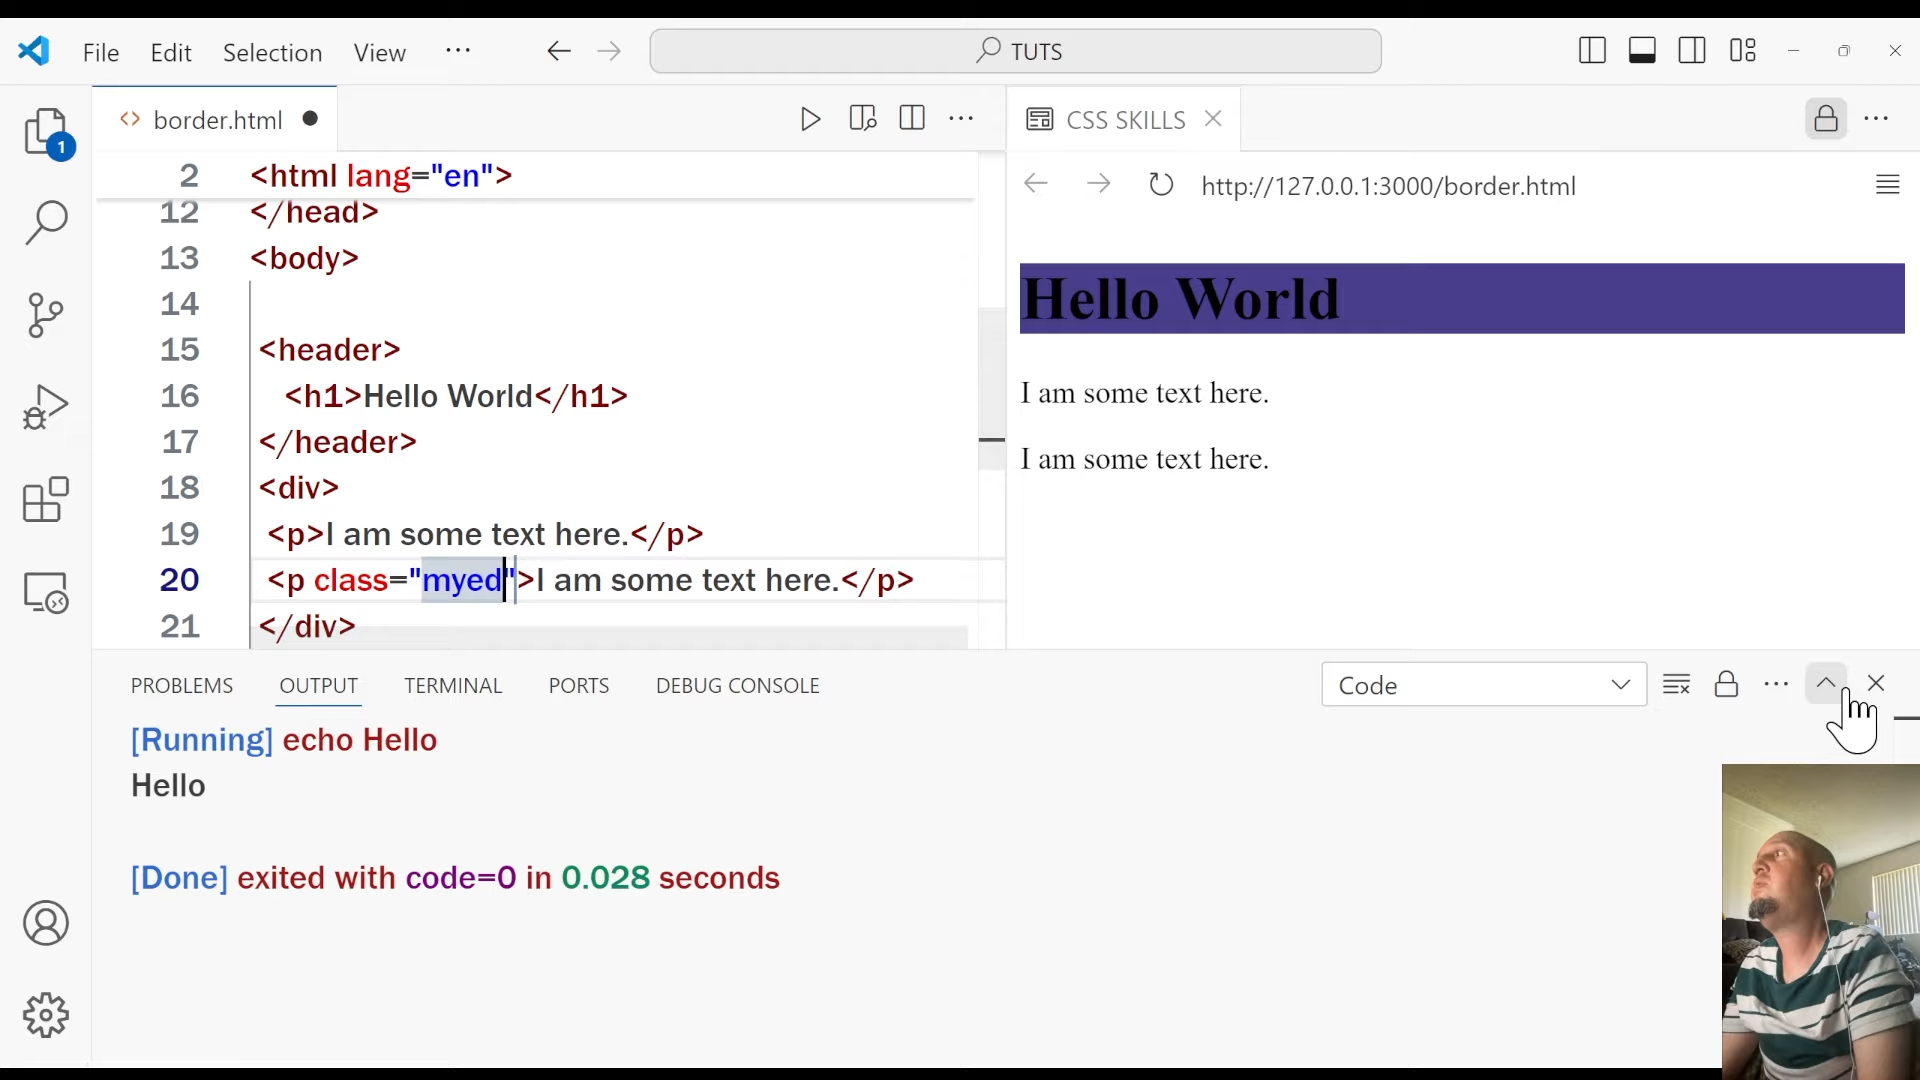 File Edit Selection View ··· TUTS
border.html CSS SKILLS
http://127.0.0.1:3000/border.html
2 <html lang="en">
12 </head>
13 <body>
14
15 <header>
16 <h1>Hello World</h1>
17 </header>
18 <div>
19 <p>I am some text here.</p>
20 <p class="myed">I am some text here.</p>
21 </div>
Hello World
I am some text here.
I am some text here.
1
PROBLEMS OUTPUT TERMINAL PORTS DEBUG CONSOLE Code
[Running] echo Hello
Hello
[Done] exited with code=0 in 0.028 seconds